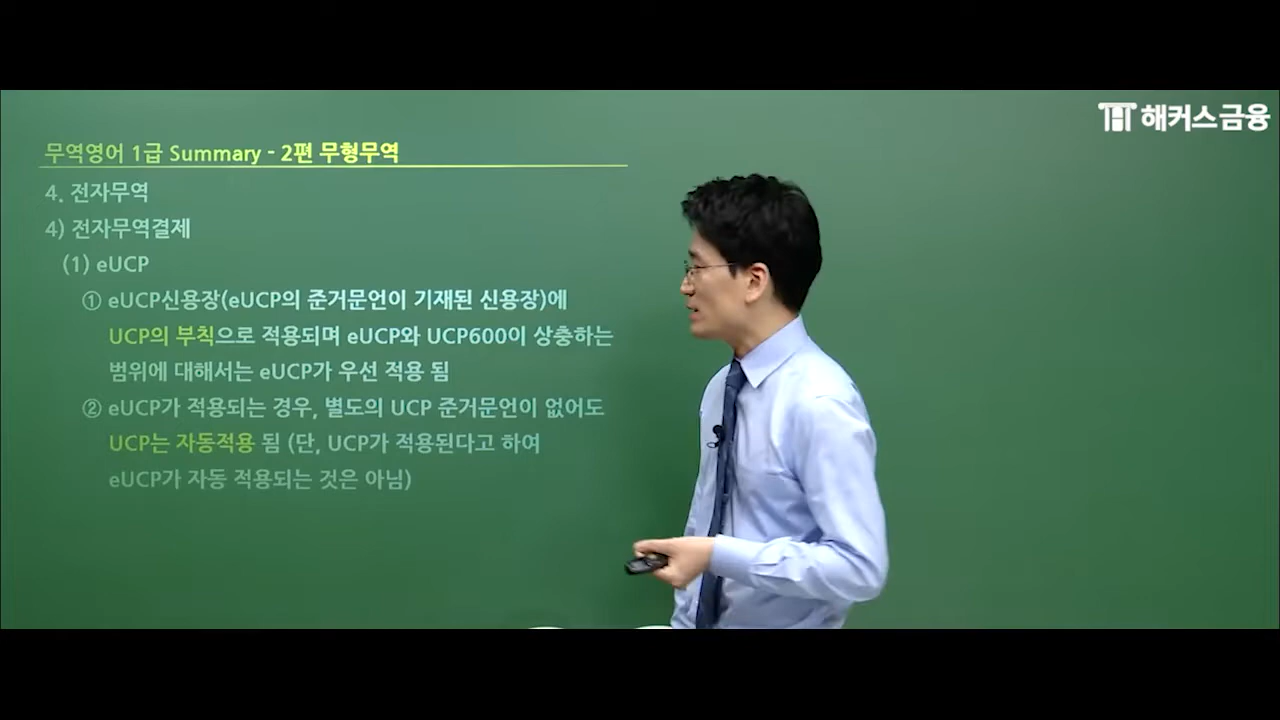 해커스금융
무역영어 1급 Summary - 2편 무형무역
4. 전자무역
4) 전자무역결제
(1) eUCP
① eUCP신용장(eUCP의 준거문언이 기재된 신용장)에
UCP의 부칙으로 적용되며 eUCP와 UCP600이 상충하는
범위에 대해서는 eUCP가 우선 적용 됨
② eUCP가 적용되는 경우, 별도의 UCP 준거문언이 없어도
UCP는 자동적용 됨 (단, UCP가 적용된다고 하여
eUCP가 자동 적용되는 것은 아님)